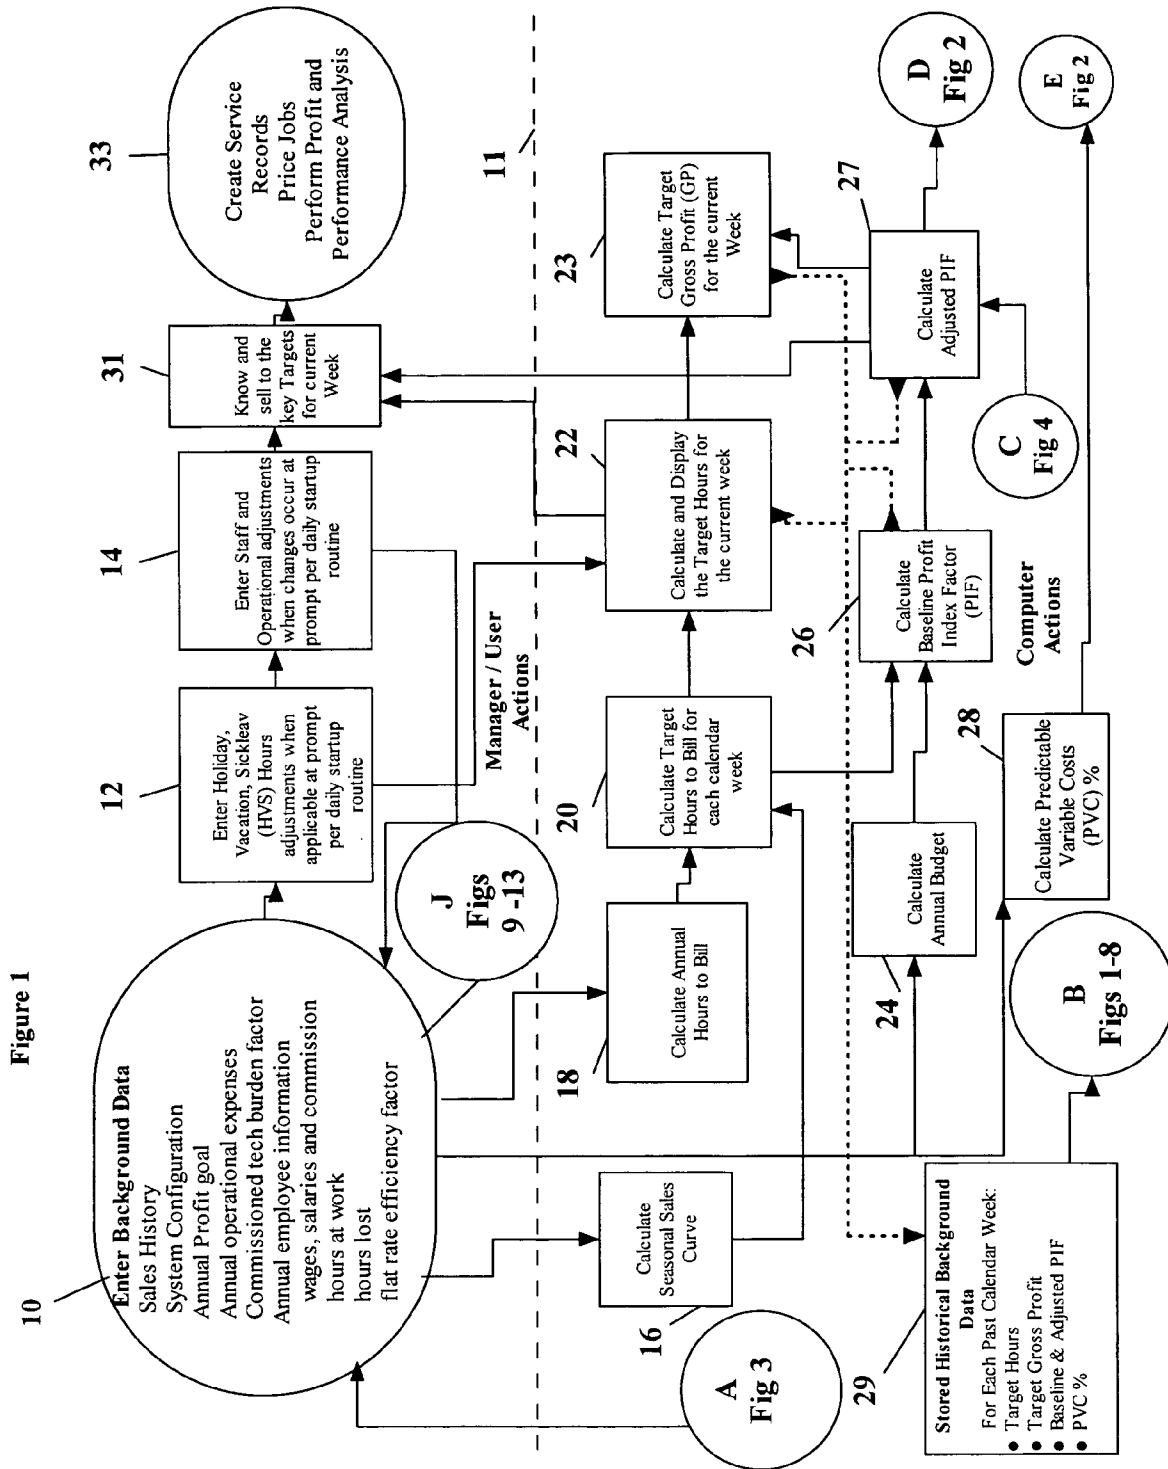 Figure 1
10
Enter Background Data
Sales History
System Configuration
Annual Profit goal
Annual operational expenses
Commissioned tech burden factor
Annual employee information
wages, salaries and commission
hours at work
hours lost
flat rate efficiency factor
12
Enter Holiday,
Vacation, Sickleav
(HVS) Hours
adjustments when
applicable at prompt
per daily startup
routine
14
Enter Staff and
Operational adjustments
when changes occur at
prompt per daily startup
routine
31
Know and
sell to the
key Targets
for current
Week
33
Create Service
Records
Price Jobs
Perform Profit and
Performance Analysis
J
Figs
9 -13
Manager / User
Actions
11
A
Fig 3
16
Calculate
Seasonal Sales
Curve
18
Calculate Annual
Hours to Bill
20
Calculate Target
Hours to Bill for
each calendar
week
22
Calculate and Display
the Target Hours for
the current week
23
Calculate Target
Gross Profit (GP)
for the current
Week
24
Calculate
Annual Budget
26
Calculate
Baseline Profit
Index Factor
(PIF)
27
Calculate
Adjusted PIF
D
Fig 2
29
Stored Historical Background
Data
For Each Past Calendar Week:
● Target Hours
● Target Gross Profit
● Baseline & Adjusted PIF
● PVC %
B
Figs 1-8
28
Calculate Predictable
Variable Costs
(PVC) %
Computer
Actions
C
Fig 4
E
Fig 2